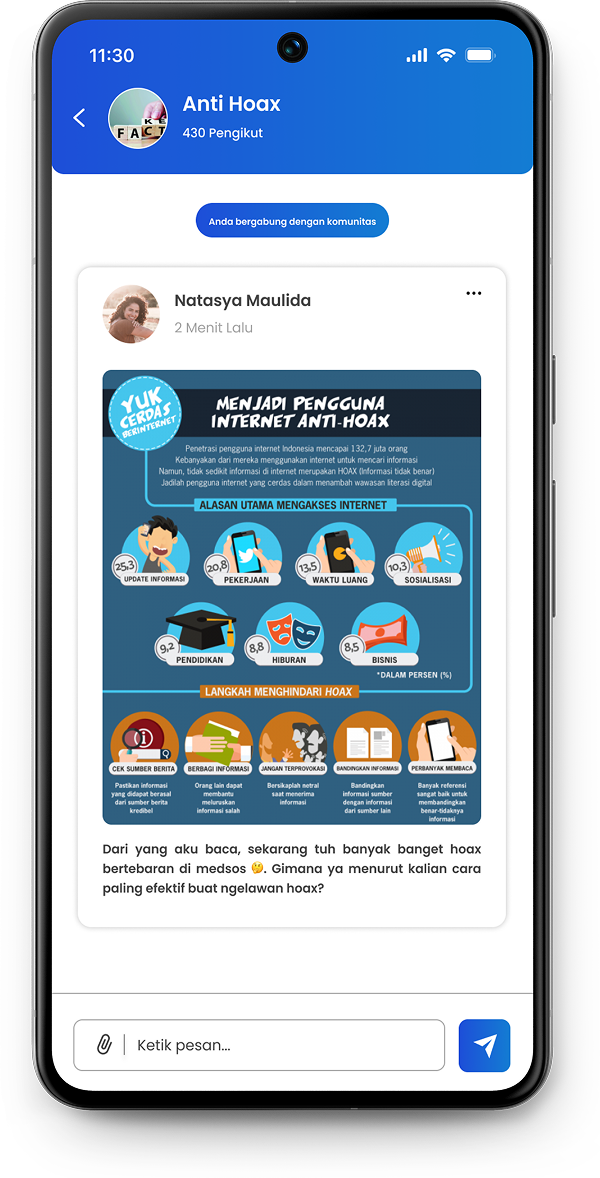 11:30
Anti Hoax
430 Pengikut
FACT
KE
Anda bergabung dengan komunitas
Natasya Maulida
2 Menit Lalu
YUK
CERDAS
BERINTERNET
MENJADI PENGGUNA
INTERNET ANTI-HOAX
Penetrasi pengguna internet Indonesia mencapai 132,7 juta orang
Kebanyakan dari mereka menggunakan internet untuk mencari informasi
Namun, tidak sedikit informasi di internet merupakan HOAX (Informasi tidak benar)
Jadilah pengguna internet yang cerdas dalam menambah wawasan literasi digital
ALASAN UTAMA MENGAKSES INTERNET
25,3
UPDATE INFORMASI
20,8
PEKERJAAN
13,5
WAKTU LUANG
10,3
SOSIALISASI
9,2
PENDIDIKAN
8,8
HIBURAN
8,5
BISNIS
*DALAM PERSEN (%)
LANGKAH MENGHINDARI HOAX
CEK SUMBER BERITA
Pastikan informasi
yang didapat berasal
dari sumber berita
kredibel
BERBAGI INFORMASI
Orang lain dapat
membantu
meluruskan
informasi salah
JANGAN TERPROVOKASI
Bersikaplah netral
saat menerima
informasi
BANDINGKAN INFORMASI
Bandingkan
informasi sumber
dengan informasi
dari sumber lain
PERBANYAK MEMBACA
Banyak referensi
sangat baik untuk
membandingkan
benar-tidaknya
informasi
Dari yang aku baca, sekarang tuh banyak banget hoax
bertebaran di medsos 🤔. Gimana ya menurut kalian cara
paling efektif buat ngelawan hoax?
Ketik pesan...